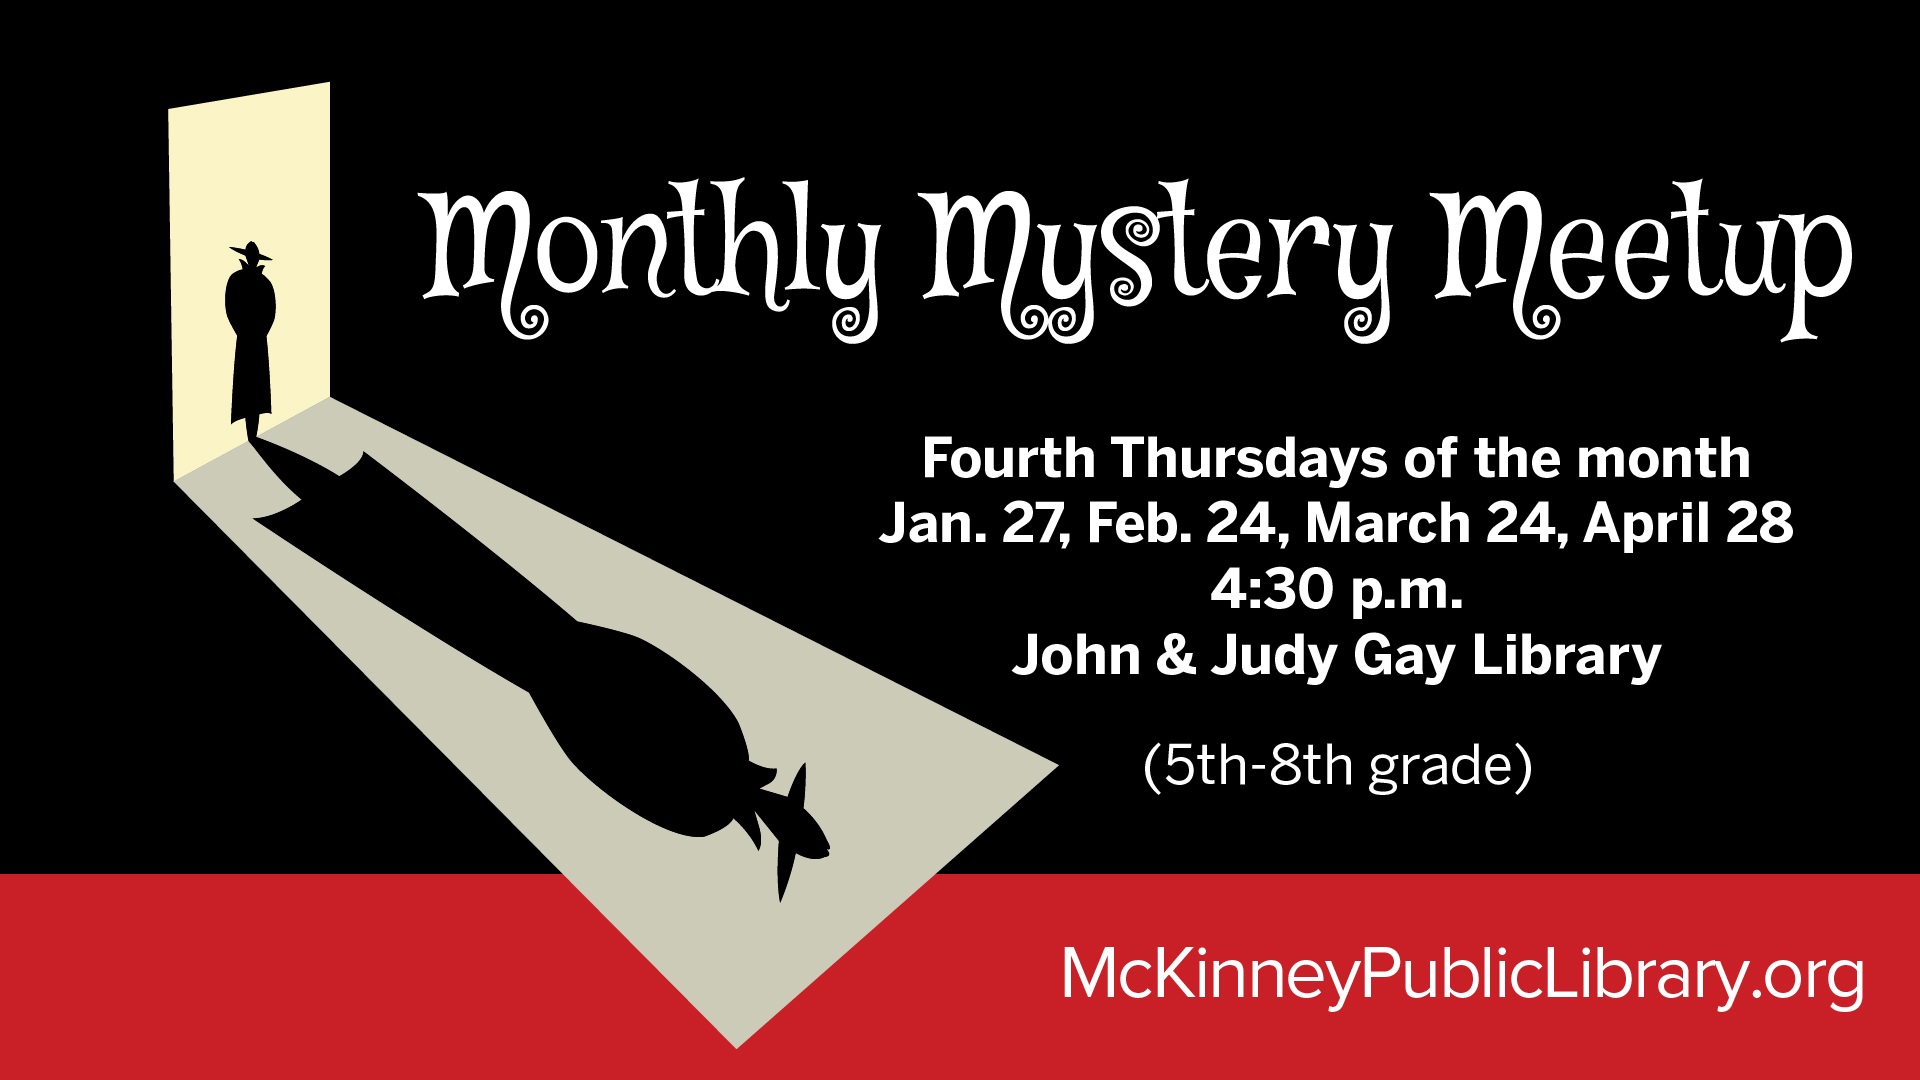 Monthly Mystery Meetup
Fourth Thursdays of the month
Jan. 27, Feb. 24, March 24, April 28
4:30 p.m.
John & Judy Gay Library
(5th-8th grade)
McKinneyPublicLibrary.org